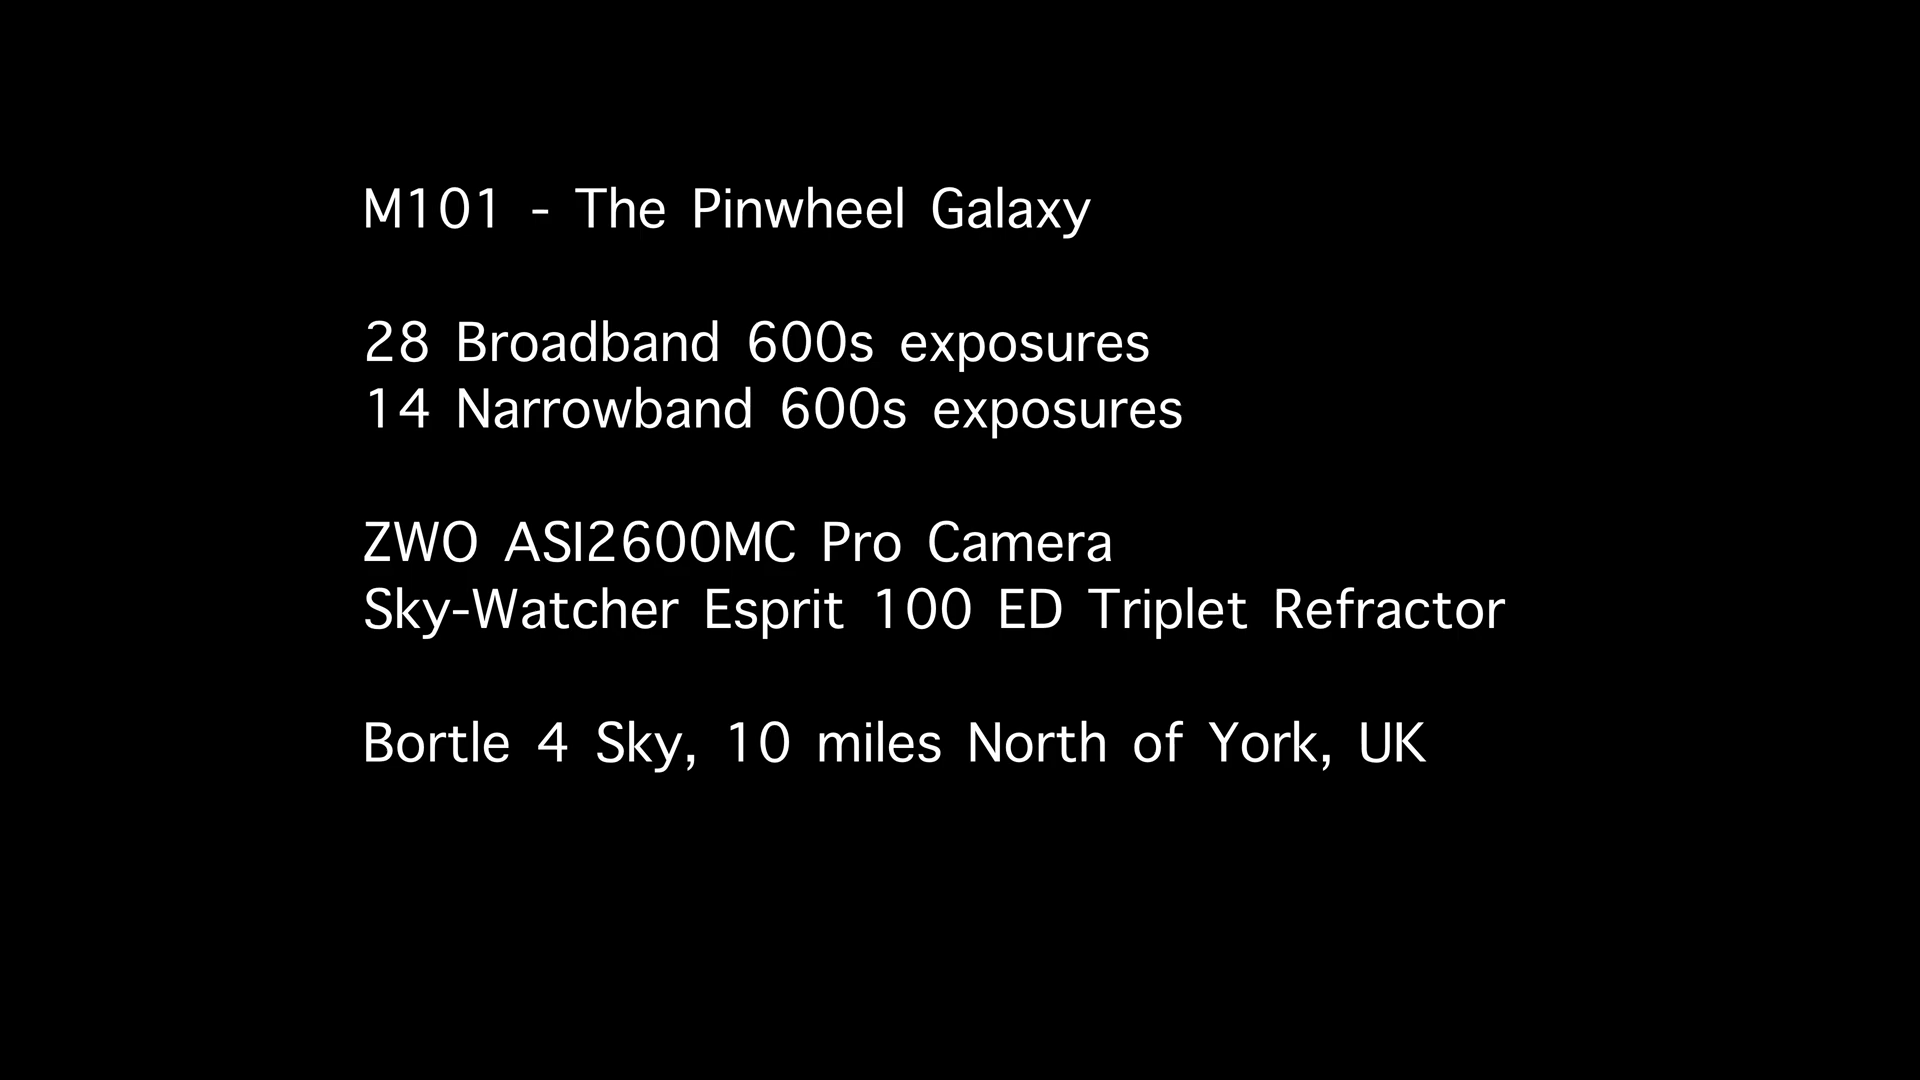 M101 - The Pinwheel Galaxy
28 Broadband 600s exposures
14 Narrowband 600s exposures
ZWO ASI2600MC Pro Camera
Sky-Watcher Esprit 100 ED Triplet Refractor
Bortle 4 Sky, 10 miles North of York, UK